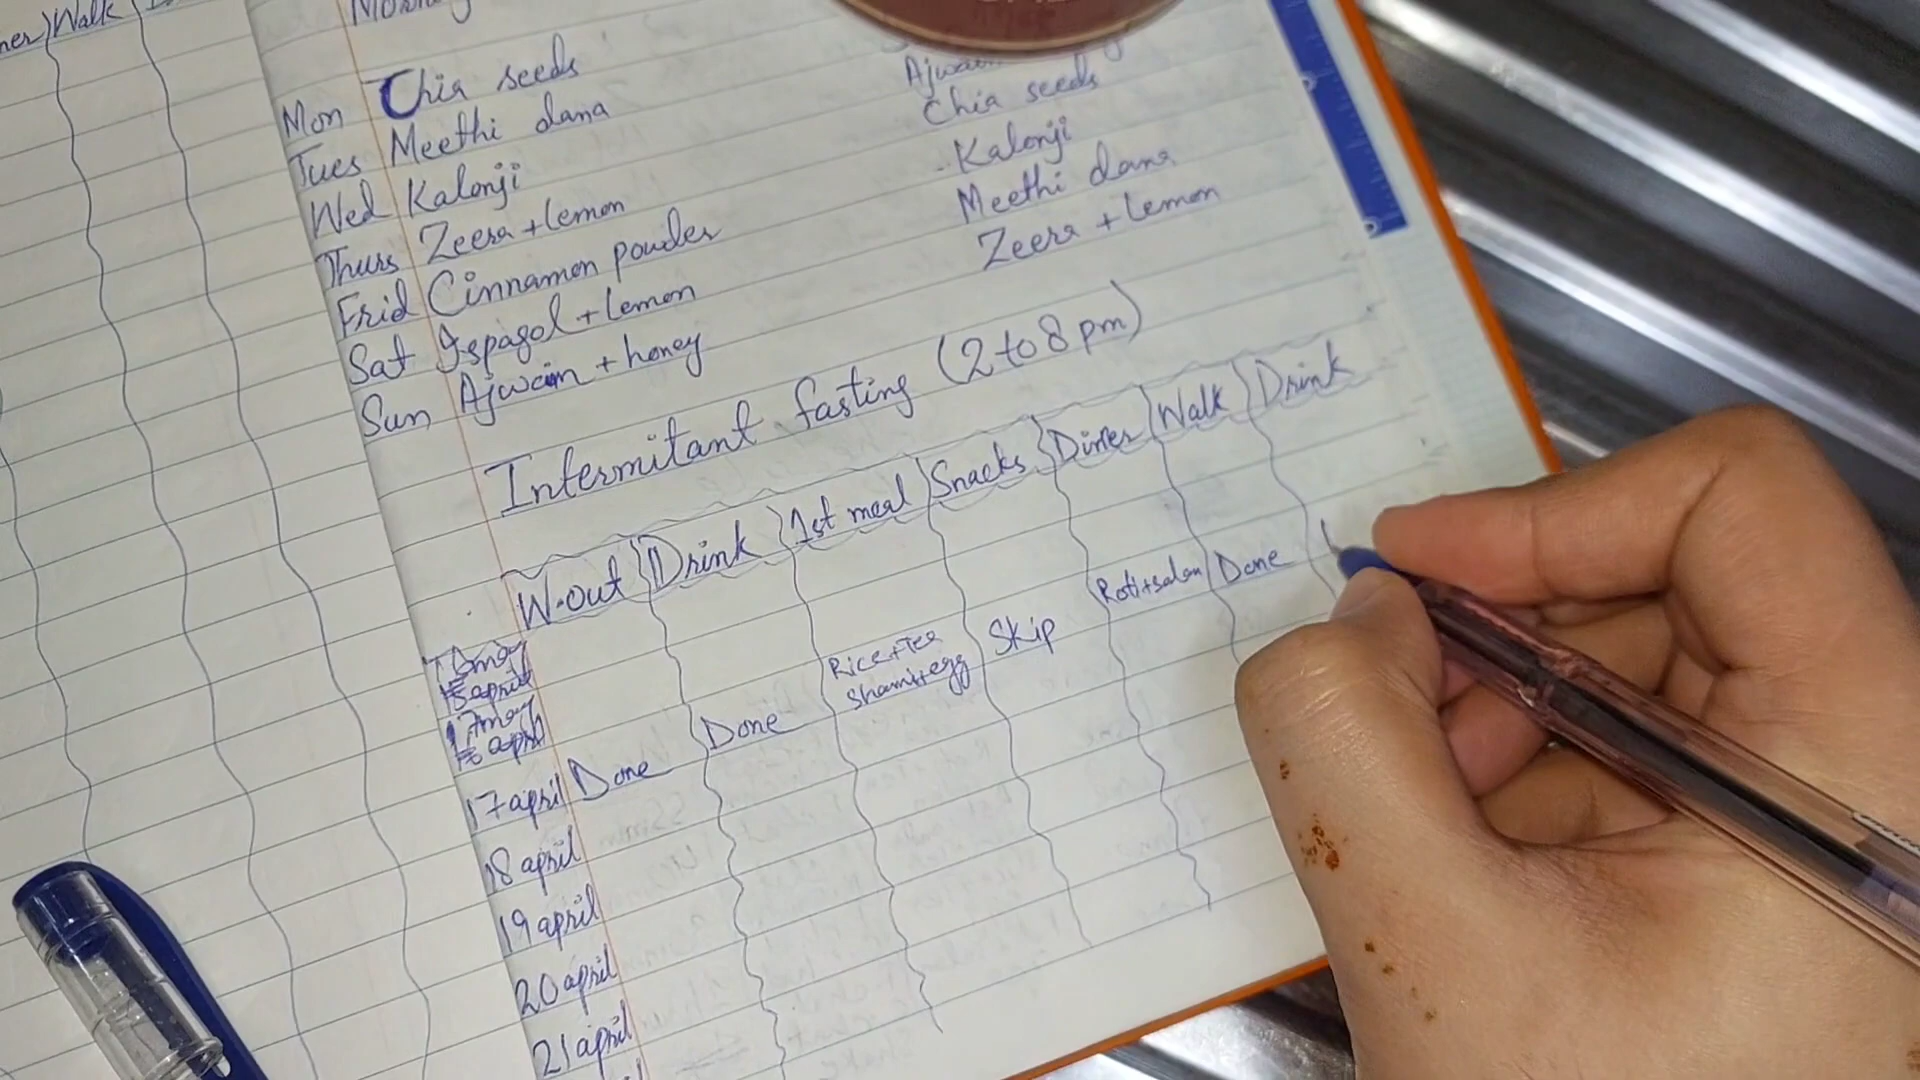 Walk
Mon Chia seeds
Tues Meethi dana
Wed Kalonji
Thurs Zeera + lemon
Frid Cinnamon powder
Sat Ispagol + lemon
Sun Ajwain + honey
Chia seeds
Kalonji
Meethi dana
Zeera + lemon
Intermitant fasting (2 to 8 pm)
W-out Drink 1st meal Snacks Dinner Walk Drink
17 april Done Done Rice+Tea Shami+egg Skip Roti+salan Done
18 april
19 april
20 april
21 april